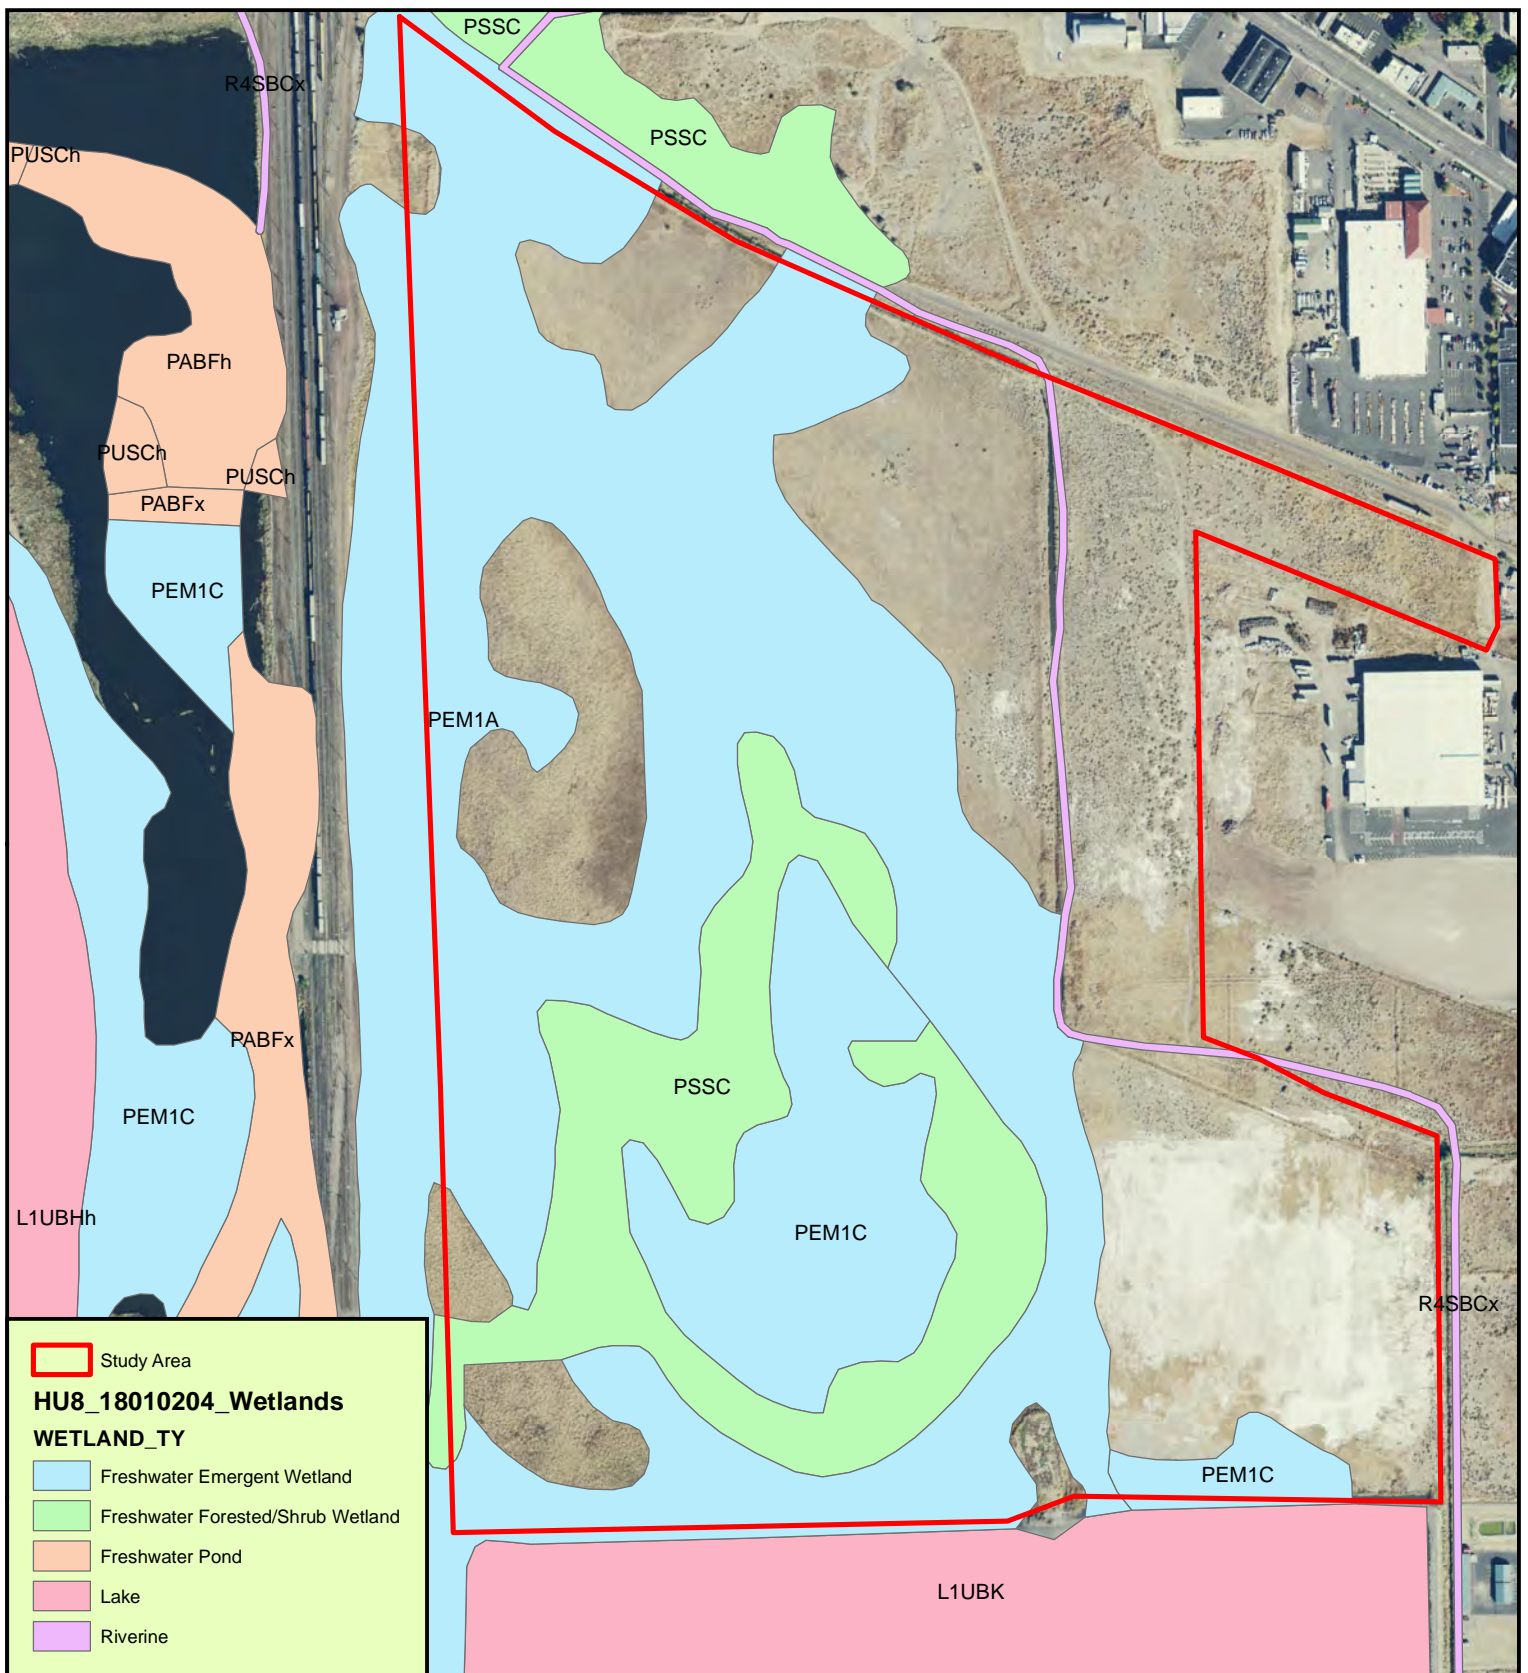 PSSC
R4SBCx
PSSC
PUSCh
PABFh
PUSCh
PUSCh
PABFx
PEM1C
PEM1A
PABFx
PSSC
PEM1C
L1UBHh
PEM1C
R4SBCx
PEM1C
L1UBK
Study Area
HU8_18010204_Wetlands
WETLAND_TY
Freshwater Emergent Wetland
Freshwater Forested/Shrub Wetland
Freshwater Pond
Lake
Riverine